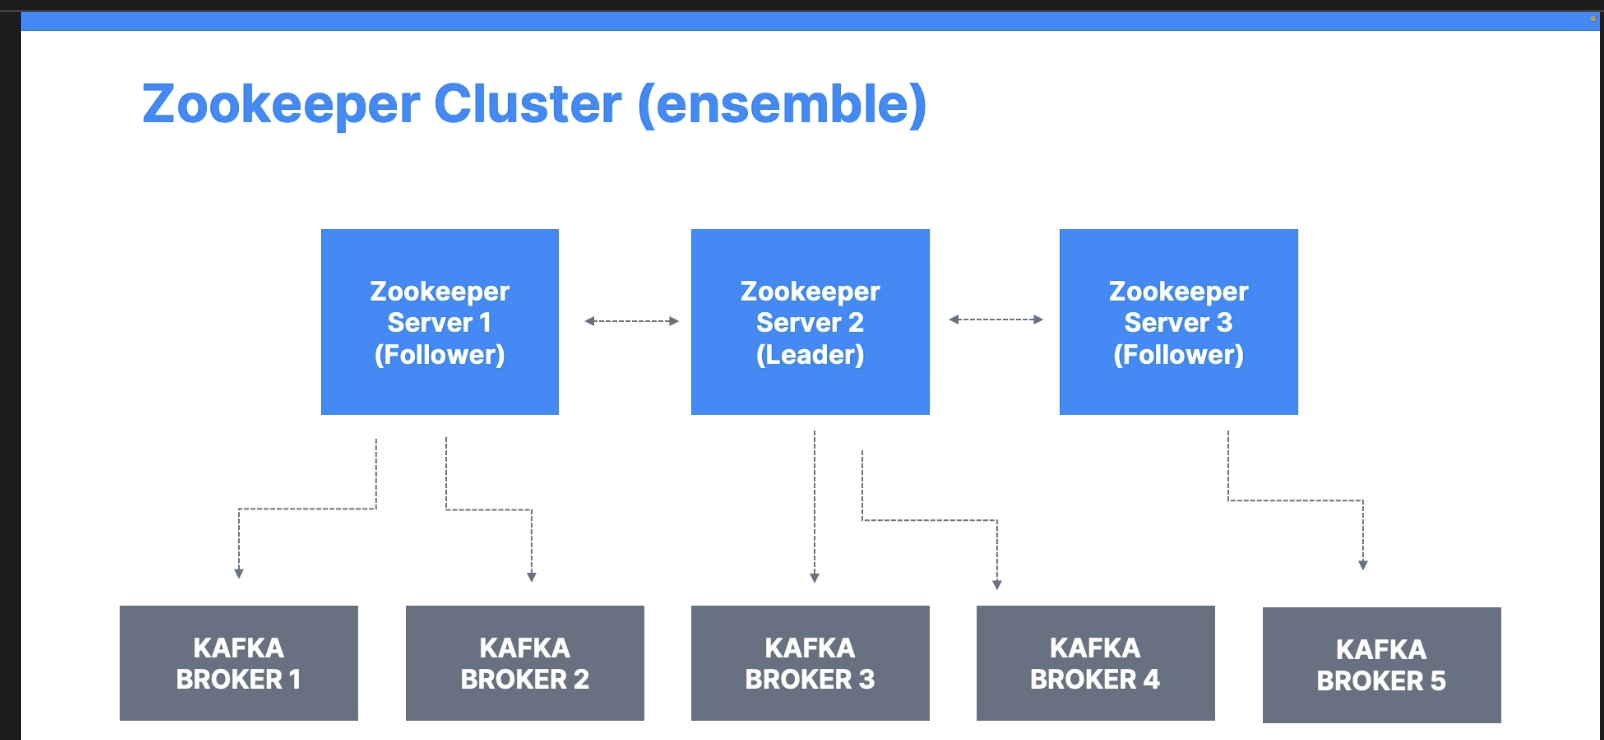 Zookeeper Cluster (ensemble)
Zookeeper
Server 1
(Follower)
Zookeeper
Server 2
(Leader)
Zookeeper
Server 3
(Follower)
KAFKA
BROKER 1
KAFKA
BROKER 2
KAFKA
BROKER 3
KAFKA
BROKER 4
KAFKA
BROKER 5